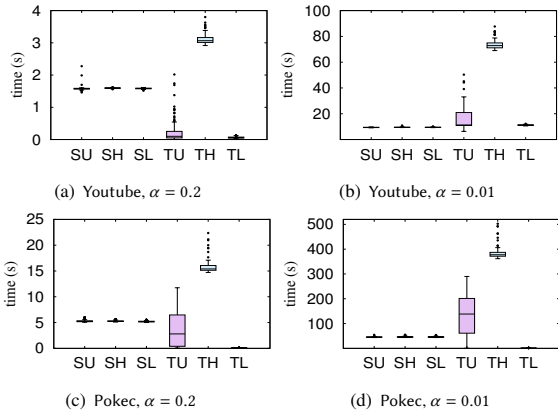 time (s)
4
3
2
1
0
SU SH SL TU TH TL
(a) Youtube, α = 0.2
time (s)
100
80
60
40
20
SU SH SL TU TH TL
(b) Youtube, α = 0.01
time (s)
25
20
15
10
5
0
SU SH SL TU TH TL
(c) Pokec, α = 0.2
time (s)
500
400
300
200
100
SU SH SL TU TH TL
(d) Pokec, α = 0.01